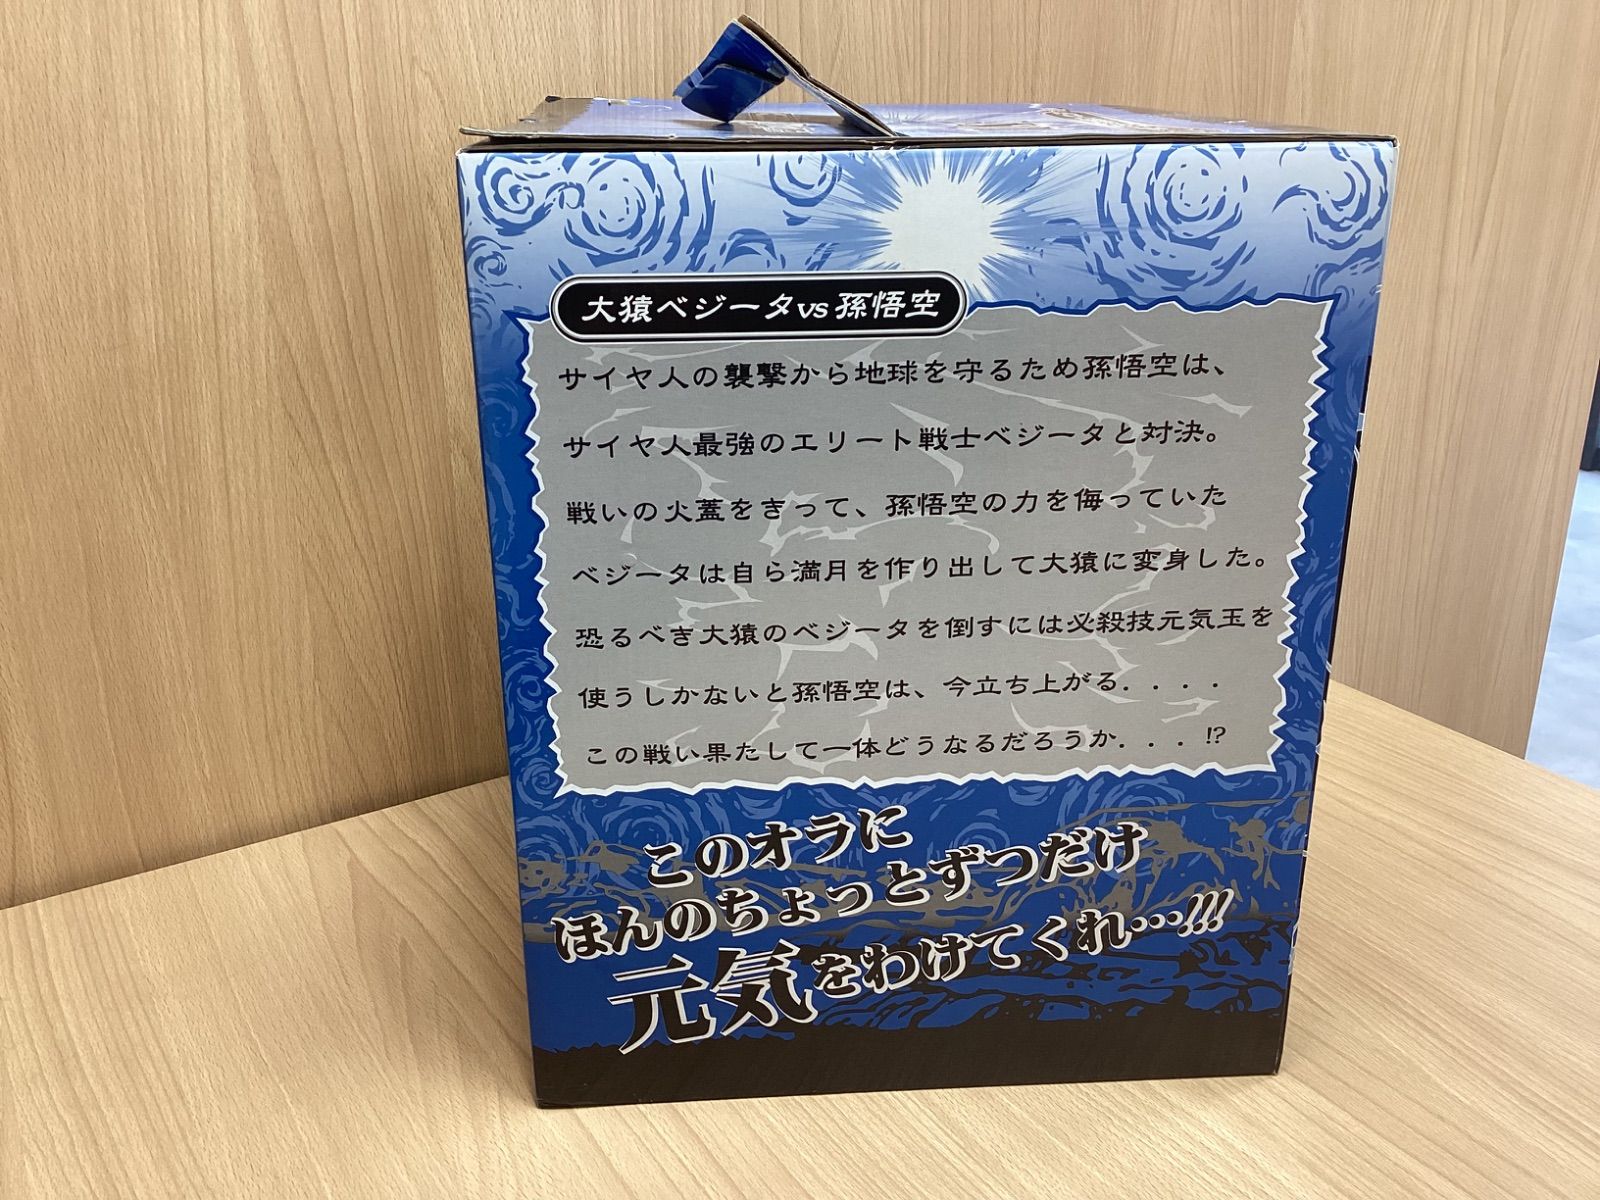 大猿ベジータvs孫悟空
サイヤ人の襲撃から地球を守るため孫悟空は、
サイヤ人最強のエリート戦士ベジータと対決。
戦いの火蓋をきって、孫悟空の力を侮っていた
ベジータは自ら満月を作り出して大猿に変身した。
恐るべき大猿のベジータを倒すには必殺技元気玉を
使うしかないと孫悟空は、今立ち上がる．．．．
この戦い果たして一体どうなるだろうか．．．!?
このオラに
ほんのちょっとずつだけ
元気をわけてくれ…!!!